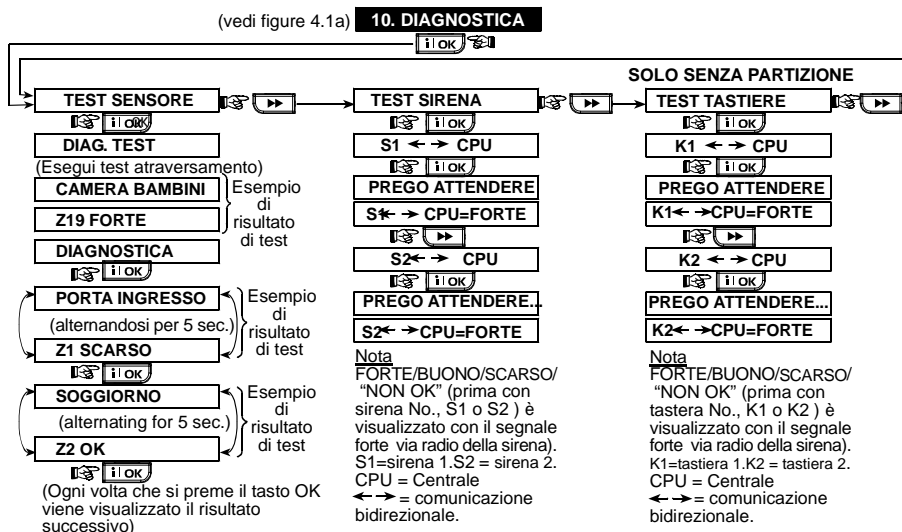 (vedi figure 4.1a) 10. DIAGNOSTICA
i OK
SOLO SENZA PARTIZIONE
TEST SENSORE
i OK
DIAG. TEST
(Esegui test atraversamento)
CAMERA BAMBINI
Z19 FORTE
Esempio
di
risultato
di test
DIAGNOSTICA
i OK
PORTA INGRESSO
(alternandosi per 5 sec.)
Z1 SCARSO
Esempio
di
risultato
di test
i OK
SOGGIORNO
(alternating for 5 sec.)
Z2 OK
Esempio
di
risultato
di test
i OK
(Ogni volta che si preme il tasto OK
viene visualizzato il risultato
successivo)
TEST SIRENA
i OK
S1 ←→ CPU
i OK
PREGO ATTENDERE
S1←→ CPU=FORTE
S2←→ CPU
i OK
PREGO ATTENDERE...
S2←→CPU=FORTE
Nota
FORTE/BUONO/SCARSO/
“NON OK” (prima con
sirena No., S1 o S2 ) è
visualizzato con il segnale
forte via radio della sirena).
S1=sirena 1.S2 = sirena 2.
CPU = Centrale
←→= comunicazione
bidirezionale.
TEST TASTIERE
i OK
K1 ←→ CPU
i OK
PREGO ATTENDERE
K1←→CPU=FORTE
K2 ←→ CPU
i OK
PREGO ATTENDERE...
K2←→CPU=FORTE
Nota
FORTE/BUONO/SCARSO/
“NON OK” (prima con
tastera No., K1 o K2 ) è
visualizzato con il segnale
forte via radio della sirena).
K1=tastiera 1.K2 = tastiera 2.
CPU = Centrale
←→= comunicazione
bidirezionale.